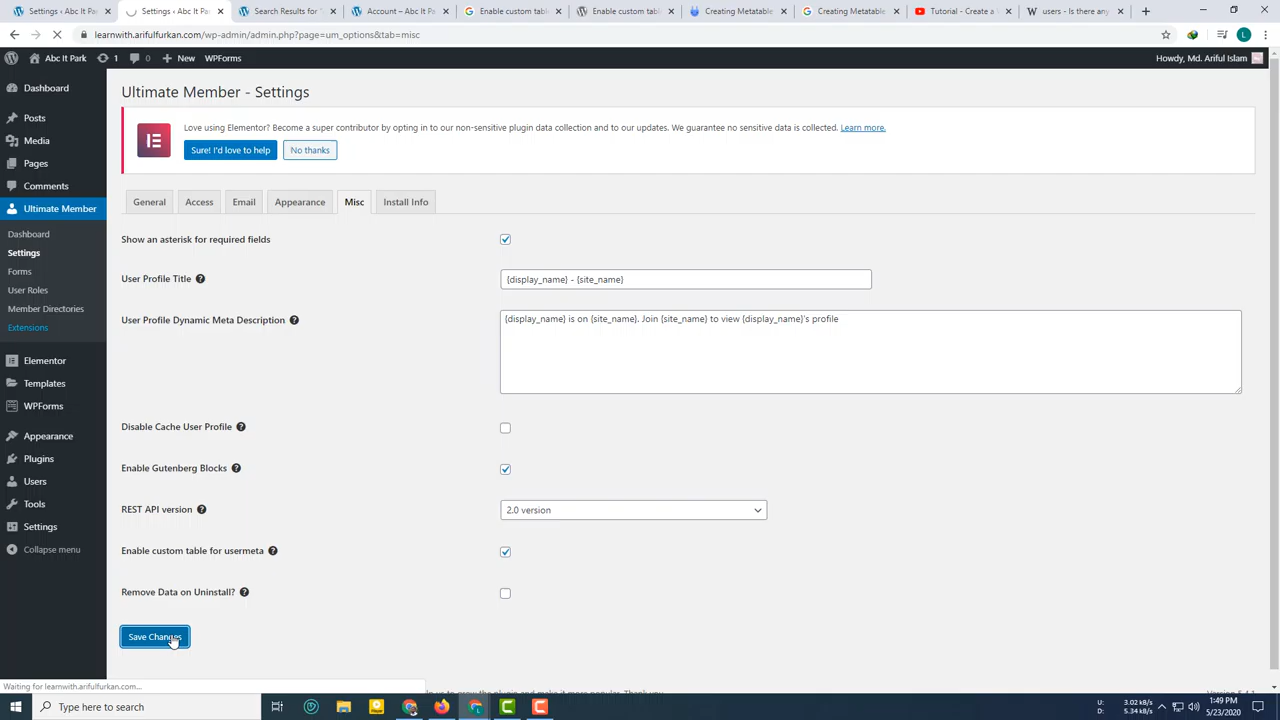 Settings ‹ Abc It P
Settings ‹ Abc It Pa
Search Results for '
Account – Abc It Pa
Enable custom table
Enable custom table
Creating Metatable
Creating Metatable
Tutorial - Create a
users - Is there any
learnwith.arifulfurkan.com/wp-admin/admin.php?page=um_options&tab=misc
L
Abc It Park
1
0
New
WPForms
Howdy, Md. Ariful Islam
Dashboard
Posts
Media
Pages
Comments
Ultimate Member
Dashboard
Settings
Forms
User Roles
Member Directories
Extensions
Elementor
Templates
WPForms
Appearance
Plugins
Users
Tools
Settings
Collapse menu
Ultimate Member - Settings
Love using Elementor? Become a super contributor by opting in to our non-sensitive plugin data collection and to our updates. We guarantee no sensitive data is collected. Learn more.
Sure! I'd love to help
No thanks
General
Access
Email
Appearance
Misc
Install Info
Show an asterisk for required fields
User Profile Title
{display_name} - {site_name}
User Profile Dynamic Meta Description
{display_name} is on {site_name}. Join {site_name} to view {display_name}'s profile
Disable Cache User Profile
Enable Gutenberg Blocks
REST API version
2.0 version
Enable custom table for usermeta
Remove Data on Uninstall?
Save Changes
Waiting for learnwith.arifulfurkan.com...
Type here to search
U:
D:
3.02 kB/s
5.34 kB/s
1:49 PM
5/23/2020